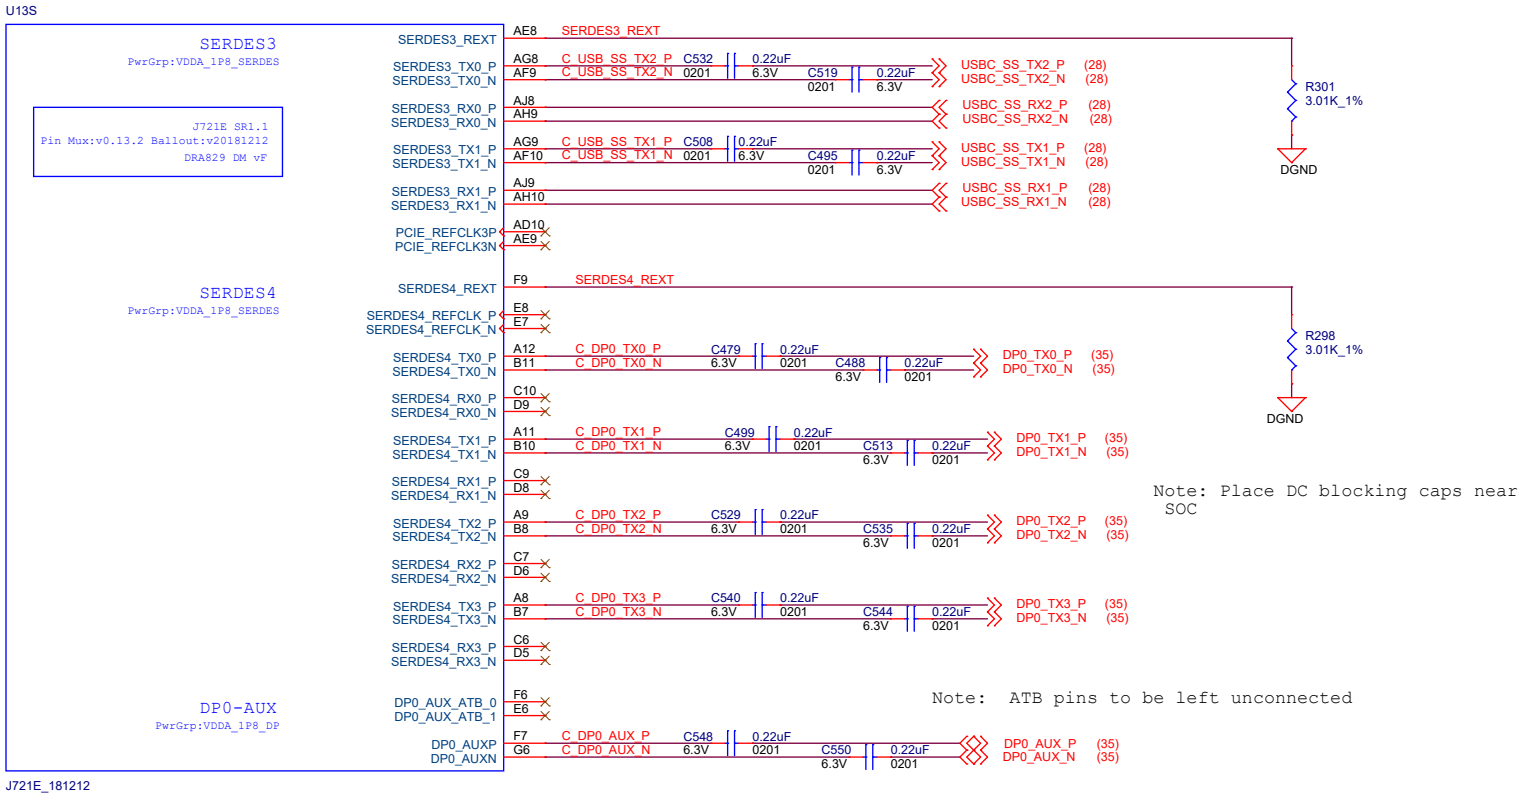 U13S
SERDES3
PwrGrp:VDDA_1P8_SERDES
J721E SR1.1
Pin Mux:v0.13.2 Ballout:v20181212
DRA829 DM vF
SERDES3_REXT AE8 SERDES3_REXT
R301
3.01K_1%
DGND
SERDES3_TX0_P AG8 C_USB_SS_TX2_P C532 0.22uF USBC_SS_TX2_P (28)
SERDES3_TX0_N AF9 C_USB_SS_TX2_N 0201 6.3V C519 0.22uF USBC_SS_TX2_N (28)
0201 6.3V
SERDES3_RX0_P AJ8 USBC_SS_RX2_P (28)
SERDES3_RX0_N AH9 USBC_SS_RX2_N (28)
SERDES3_TX1_P AG9 C_USB_SS_TX1_P C508 0.22uF USBC_SS_TX1_P (28)
SERDES3_TX1_N AF10 C_USB_SS_TX1_N 0201 6.3V C495 0.22uF USBC_SS_TX1_N (28)
0201 6.3V
SERDES3_RX1_P AJ9 USBC_SS_RX1_P (28)
SERDES3_RX1_N AH10 USBC_SS_RX1_N (28)
PCIE_REFCLK3P AD10
PCIE_REFCLK3N AE9
SERDES4
PwrGrp:VDDA_1P8_SERDES
SERDES4_REXT F9 SERDES4_REXT
R298
3.01K_1%
DGND
SERDES4_REFCLK_P E8
SERDES4_REFCLK_N E7
SERDES4_TX0_P A12 C_DP0_TX0_P C479 0.22uF DP0_TX0_P (35)
SERDES4_TX0_N B11 C_DP0_TX0_N 6.3V 0201 C488 0.22uF DP0_TX0_N (35)
6.3V 0201
SERDES4_RX0_P C10
SERDES4_RX0_N D9
SERDES4_TX1_P A11 C_DP0_TX1_P C499 0.22uF DP0_TX1_P (35)
SERDES4_TX1_N B10 C_DP0_TX1_N 6.3V 0201 C513 0.22uF DP0_TX1_N (35)
6.3V 0201
SERDES4_RX1_P C9
SERDES4_RX1_N D8
Note: Place DC blocking caps near
SOC
SERDES4_TX2_P A9 C_DP0_TX2_P C529 0.22uF DP0_TX2_P (35)
SERDES4_TX2_N B8 C_DP0_TX2_N 6.3V 0201 C535 0.22uF DP0_TX2_N (35)
6.3V 0201
SERDES4_RX2_P C7
SERDES4_RX2_N D6
SERDES4_TX3_P A8 C_DP0_TX3_P C540 0.22uF DP0_TX3_P (35)
SERDES4_TX3_N B7 C_DP0_TX3_N 6.3V 0201 C544 0.22uF DP0_TX3_N (35)
6.3V 0201
SERDES4_RX3_P C6
SERDES4_RX3_N D5
DP0-AUX
PwrGrp:VDDA_1P8_DP
DP0_AUX_ATB_0 F6
DP0_AUX_ATB_1 E6
Note: ATB pins to be left unconnected
DP0_AUXP F7 C_DP0_AUX_P C548 0.22uF DP0_AUX_P (35)
DP0_AUXN G6 C_DP0_AUX_N 6.3V 0201 C550 0.22uF DP0_AUX_N (35)
6.3V 0201
J721E_181212